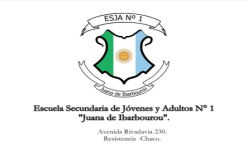 ESJA Nº 1
Juana de Ibarbourou
Escuela Secundaria de Jóvenes y Adultos Nº 1
"Juana de Ibarbourou".
Avenida Rivadavia 230.
Resistencia -Chaco.